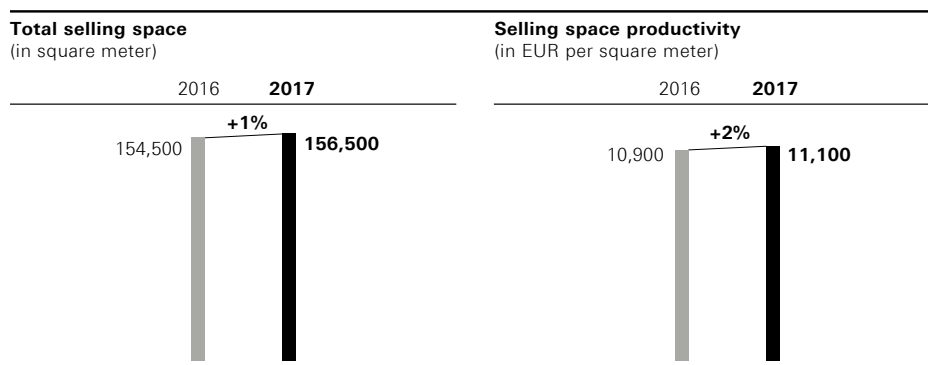 Total selling space
(in square meter)
2016 2017
+1%
154,500 156,500
Selling space productivity
(in EUR per square meter)
2016 2017
+2%
10,900 11,100